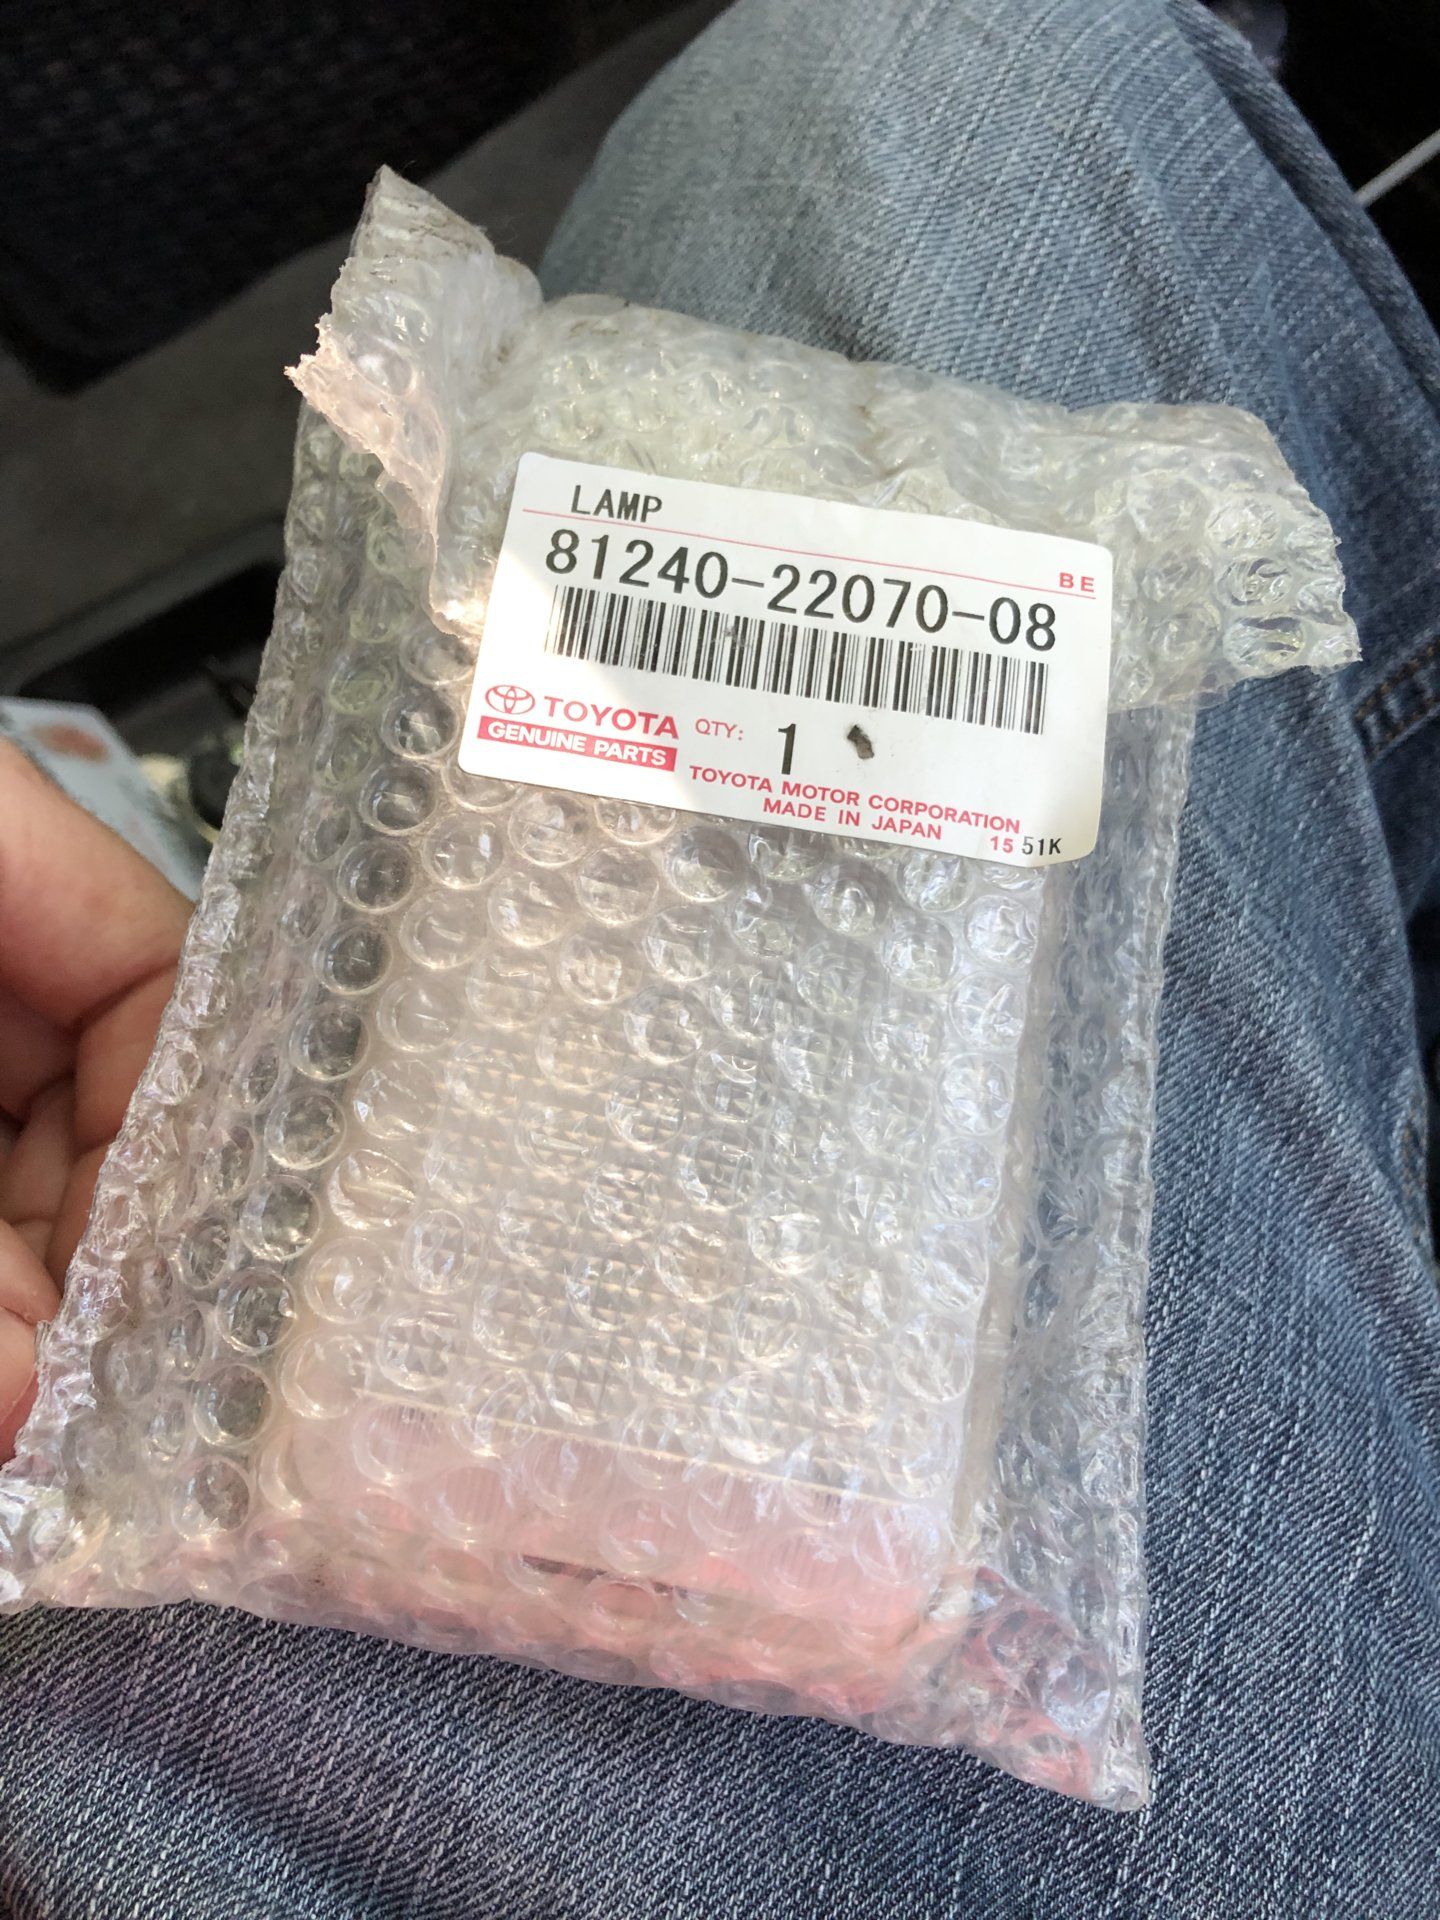 LAMP
BE
81240-22070-08
TOYOTA QTY: 1
GENUINE PARTS
TOYOTA MOTOR CORPORATION
MADE IN JAPAN
15 51K